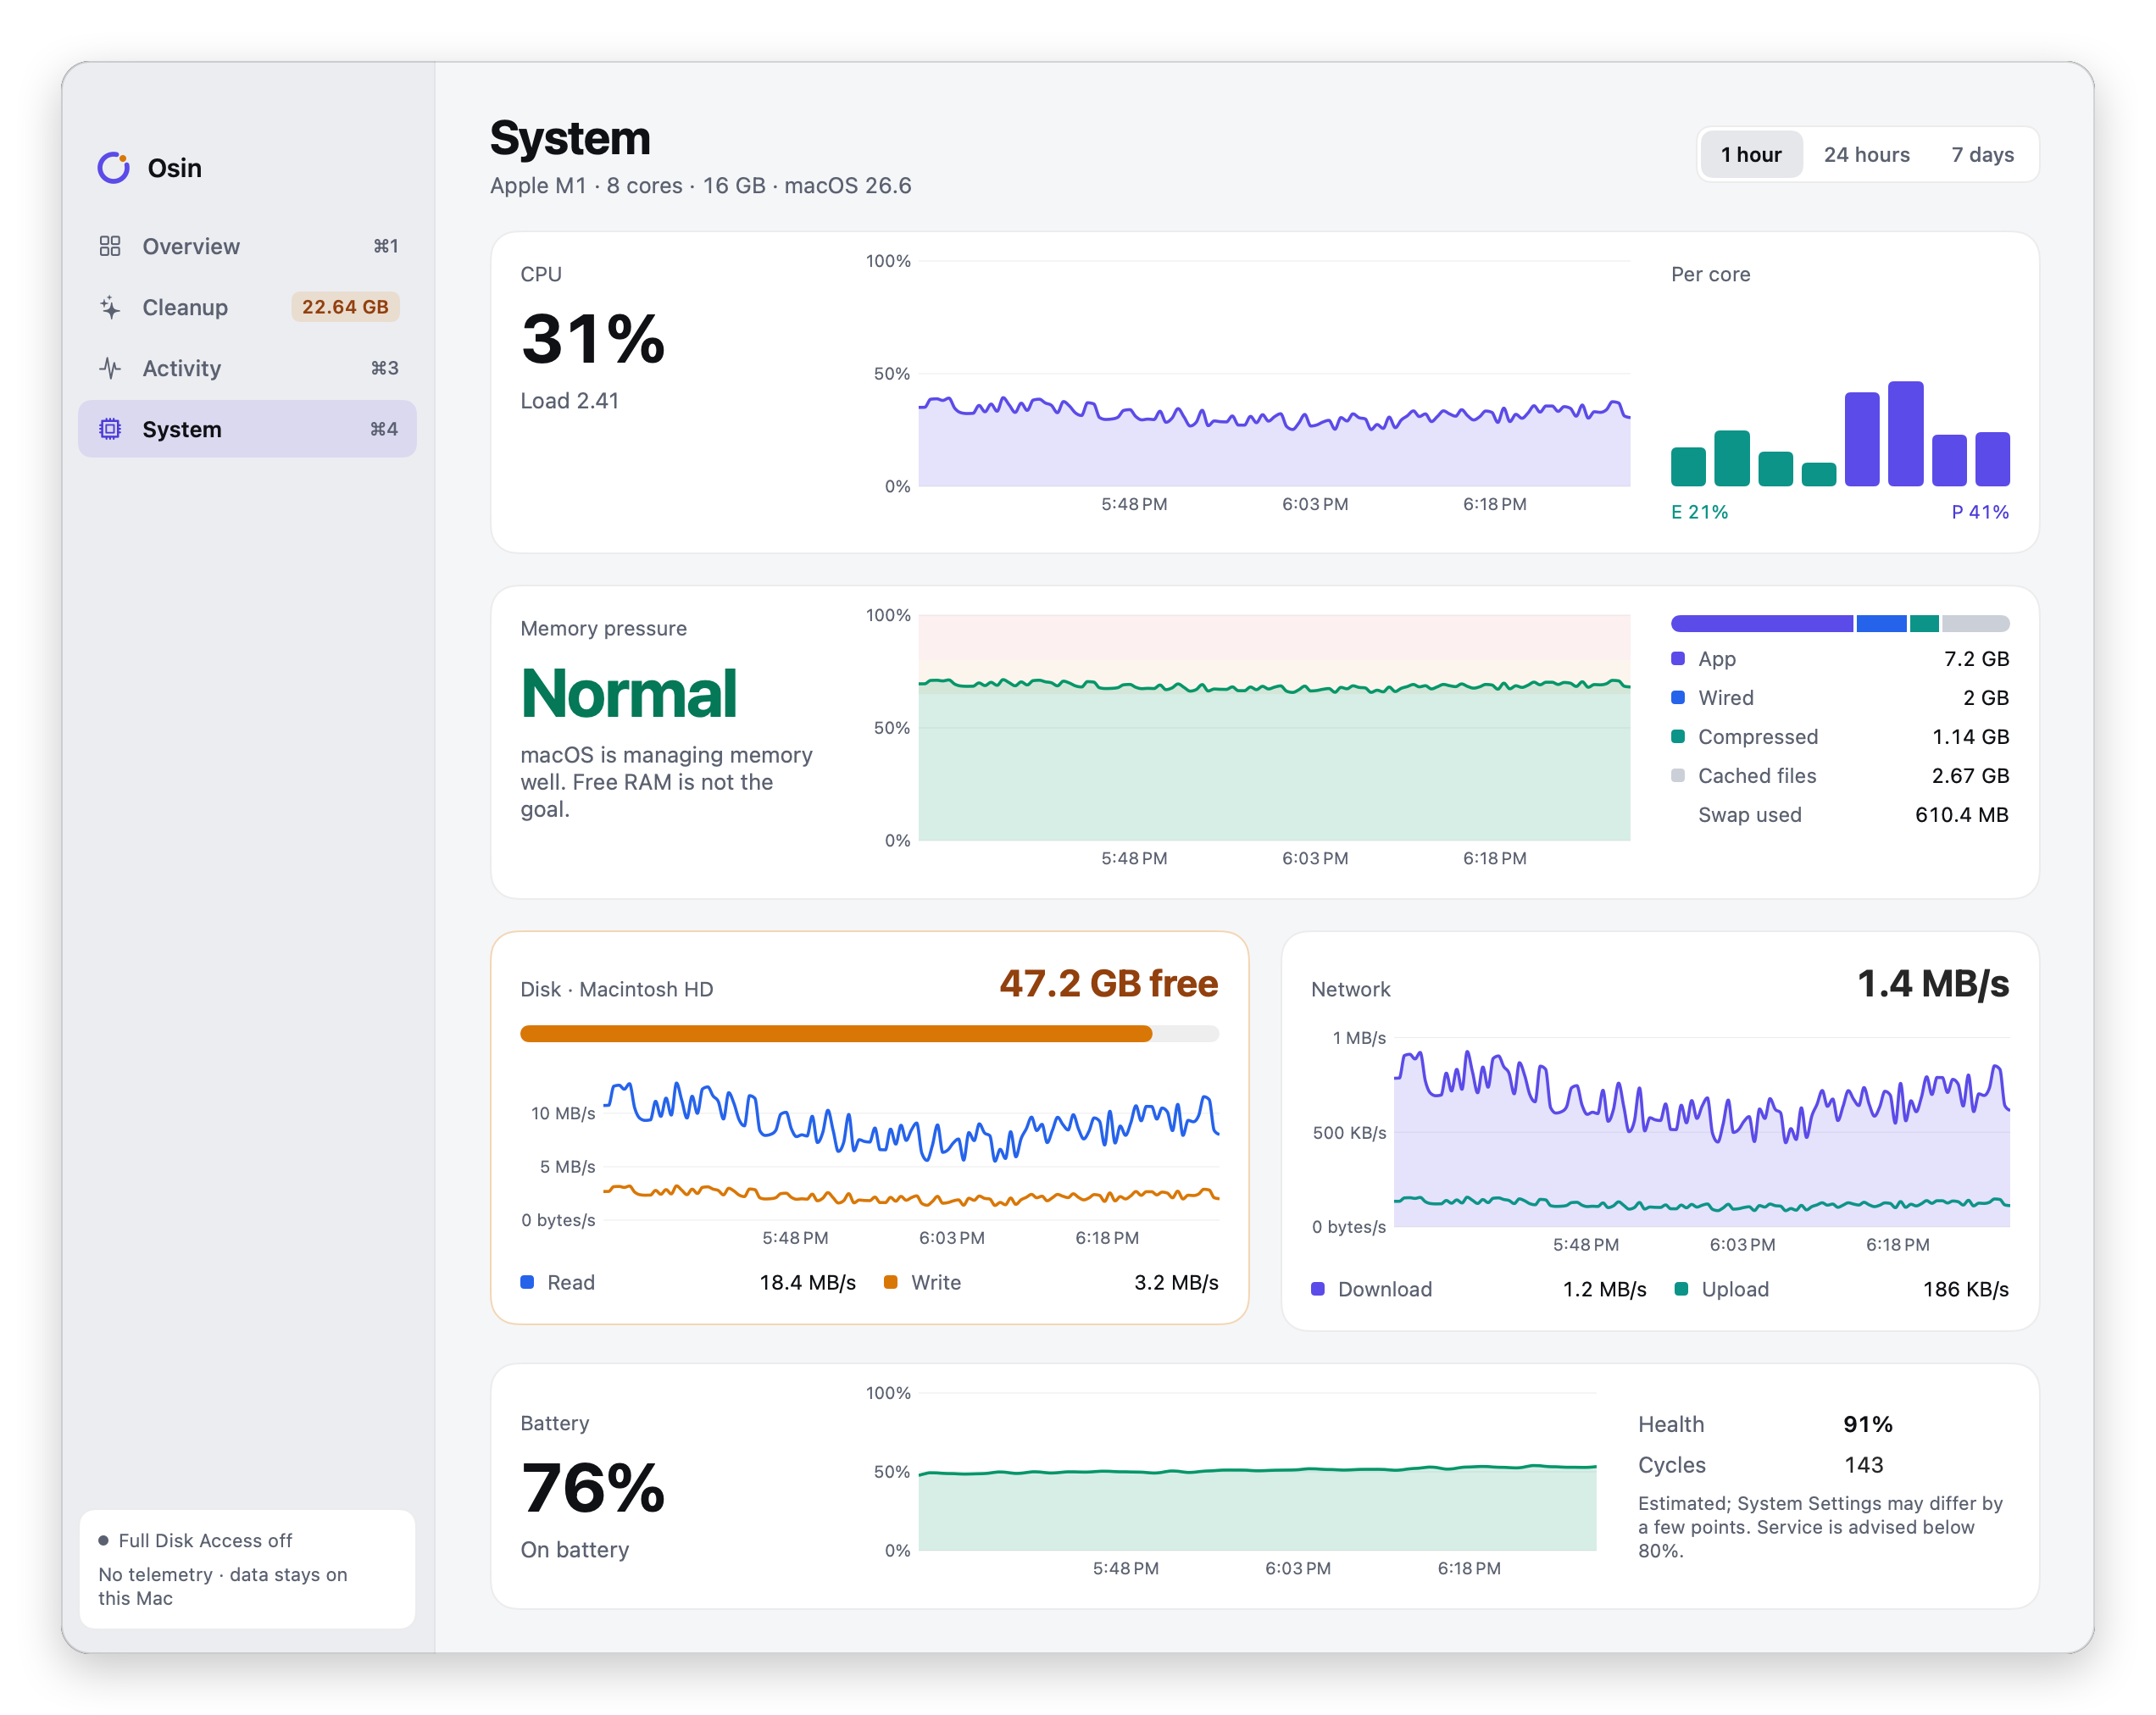 Osin
Overview ⌘1
Cleanup 22.64 GB
Activity ⌘3
System ⌘4
Full Disk Access off
No telemetry · data stays on
this Mac
System
Apple M1 · 8 cores · 16 GB · macOS 26.6
1 hour 24 hours 7 days
CPU
31%
Load 2.41
100%
50%
0%
5:48 PM 6:03 PM 6:18 PM
Per core
E 21% P 41%
Memory pressure
Normal
macOS is managing memory
well. Free RAM is not the
goal.
100%
50%
0%
5:48 PM 6:03 PM 6:18 PM
App 7.2 GB
Wired 2 GB
Compressed 1.14 GB
Cached files 2.67 GB
Swap used 610.4 MB
Disk · Macintosh HD 47.2 GB free
10 MB/s
5 MB/s
0 bytes/s
5:48 PM 6:03 PM 6:18 PM
Read 18.4 MB/s Write 3.2 MB/s
Network 1.4 MB/s
1 MB/s
500 KB/s
0 bytes/s
5:48 PM 6:03 PM 6:18 PM
Download 1.2 MB/s Upload 186 KB/s
Battery
76%
On battery
100%
50%
0%
5:48 PM 6:03 PM 6:18 PM
Health 91%
Cycles 143
Estimated; System Settings may differ by
a few points. Service is advised below
80%.